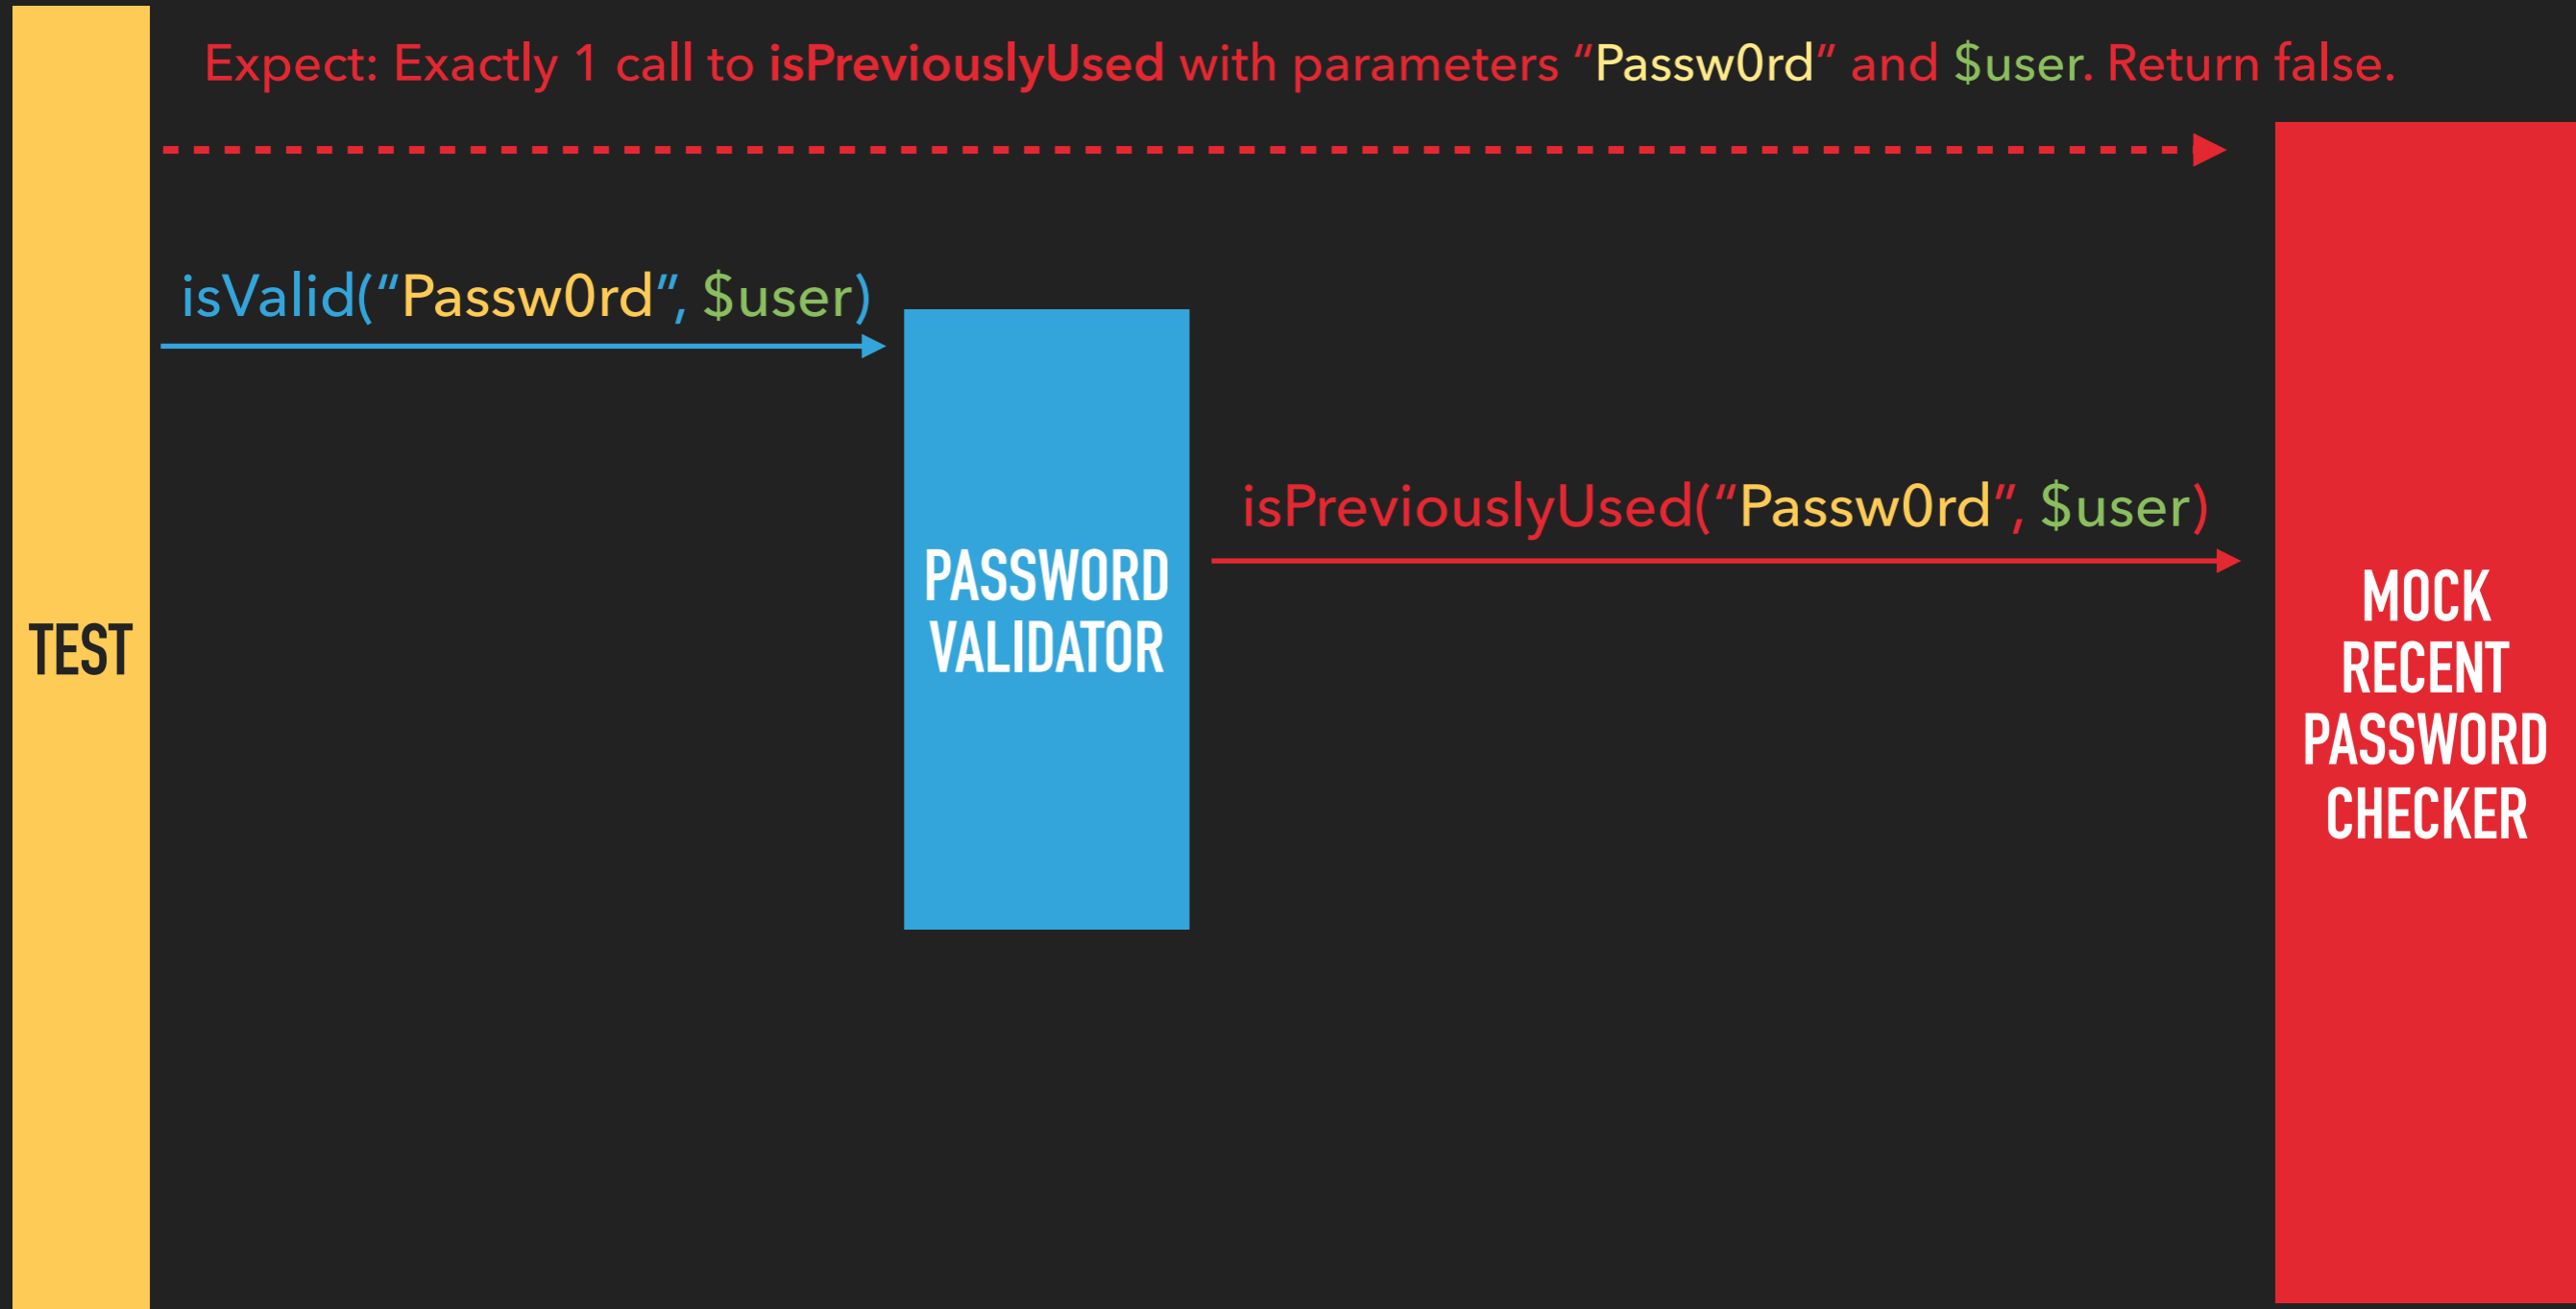 Expect: Exactly 1 call to isPreviouslyUsed with parameters “Passw0rd” and $user. Return false.
isValid(“Passw0rd”, $user)
isPreviouslyUsed(“Passw0rd”, $user)
TEST
PASSWORD
VALIDATOR
MOCK
RECENT
PASSWORD
CHECKER